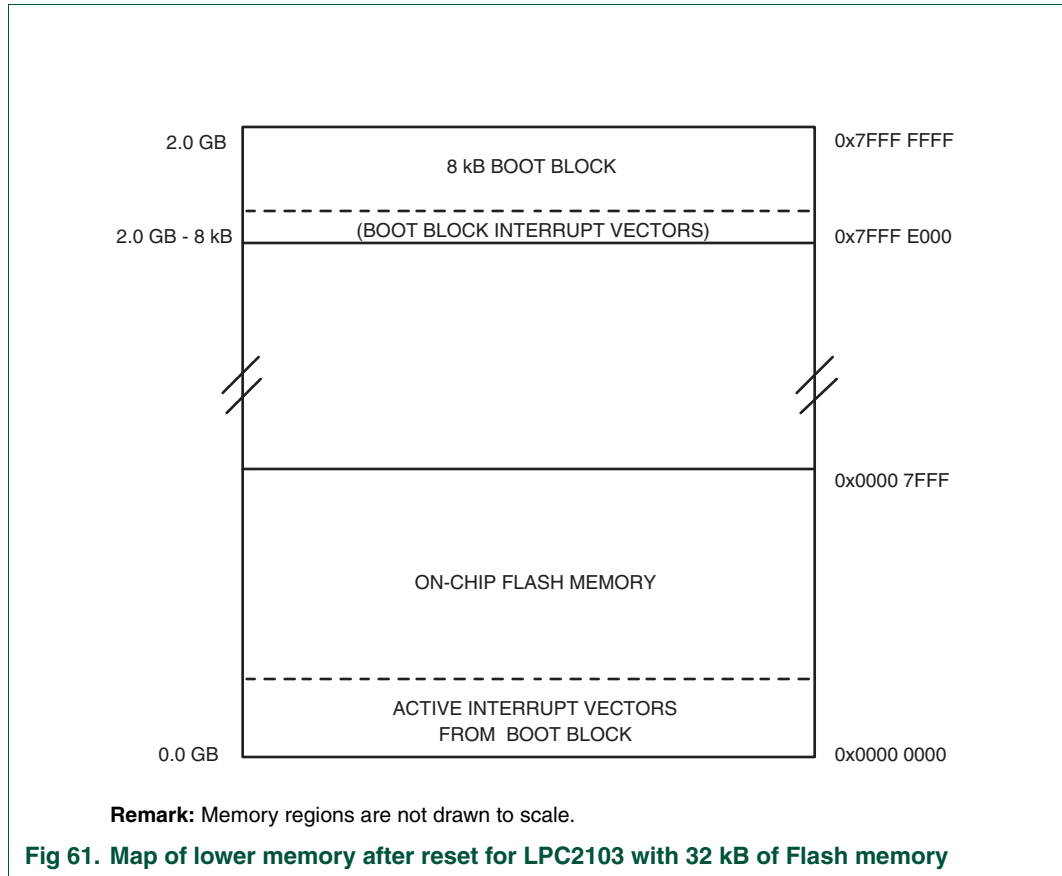 2.0 GB
0x7FFF FFFF
8 kB BOOT BLOCK
2.0 GB - 8 kB
(BOOT BLOCK INTERRUPT VECTORS)
0x7FFF E000
0x0000 7FFF
ON-CHIP FLASH MEMORY
ACTIVE INTERRUPT VECTORS
FROM BOOT BLOCK
0.0 GB
0x0000 0000
Remark: Memory regions are not drawn to scale.
Fig 61. Map of lower memory after reset for LPC2103 with 32 kB of Flash memory